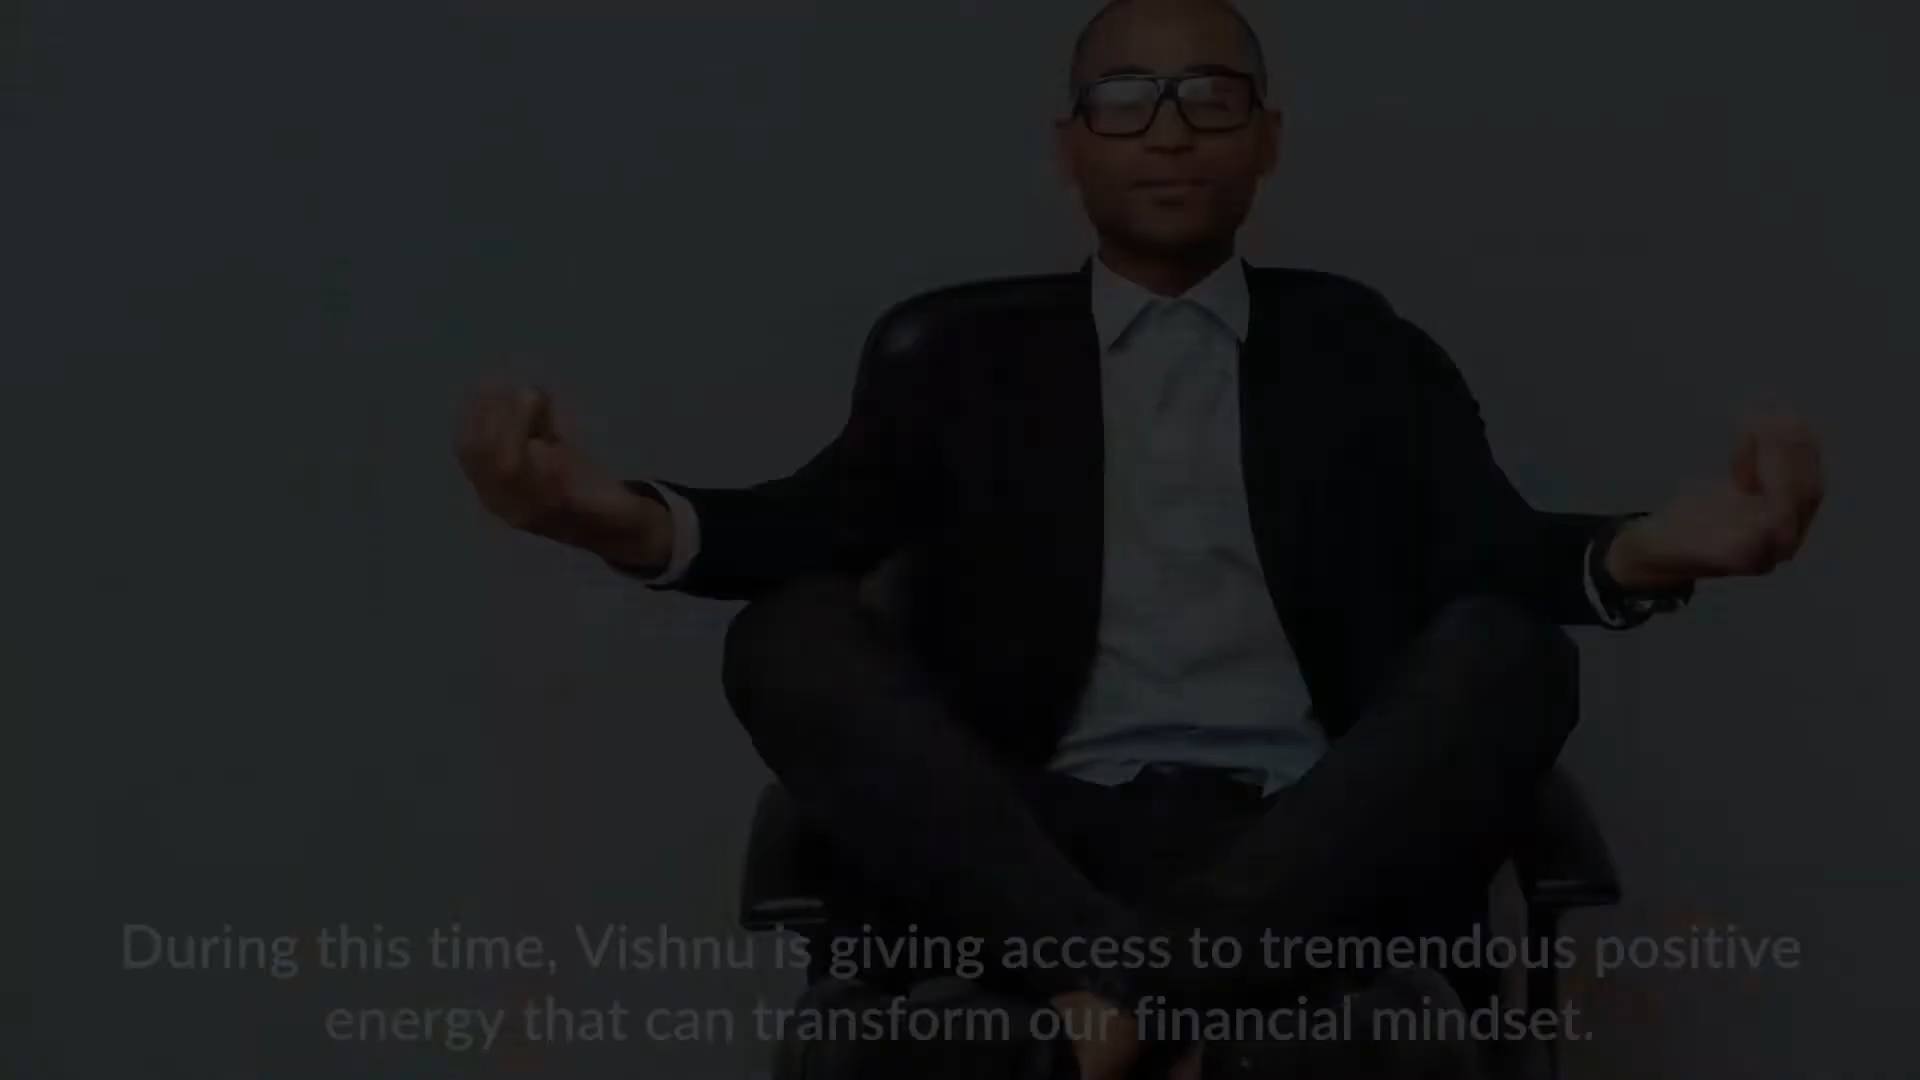 During this time, Vishnu is giving access to tremendous positive
energy that can transform our financial mindset.